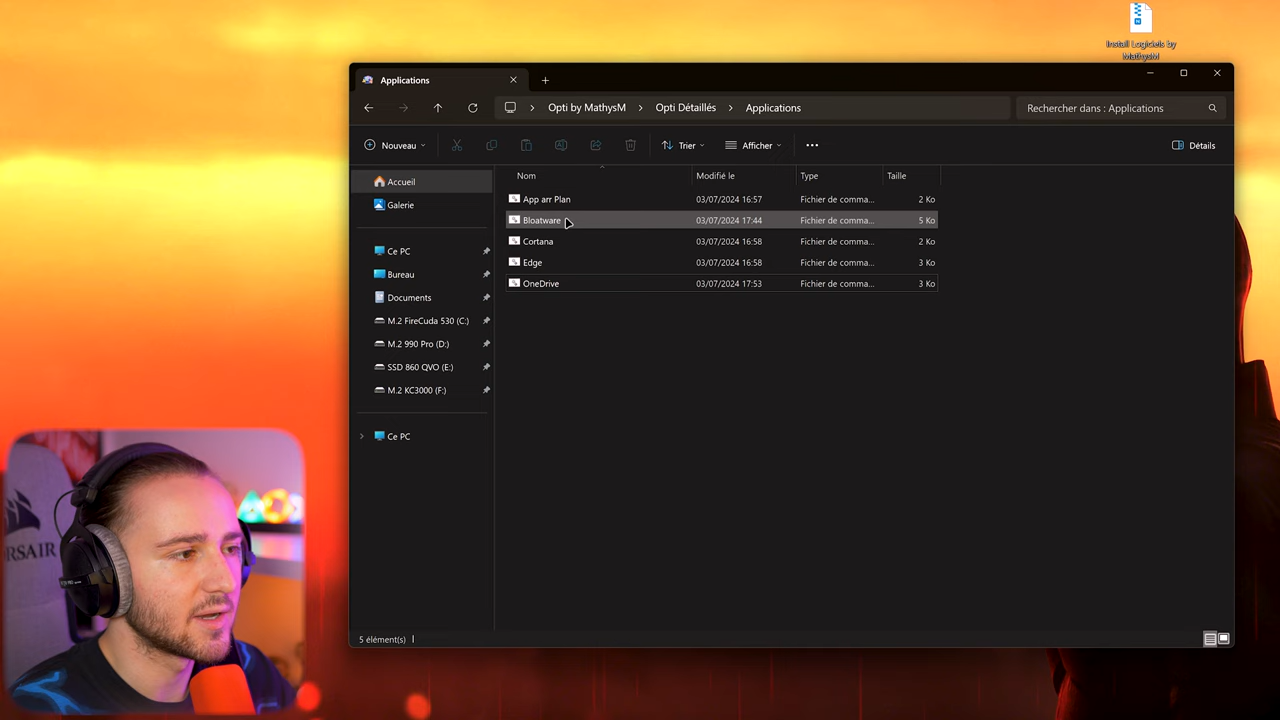 Install Logiciels by
MathysM
Applications
Opti by MathysM > Opti Détaillés > Applications
Rechercher dans : Applications
Nouveau
Trier
Afficher
Détails
Accueil
Galerie
Ce PC
Bureau
Documents
M.2 FireCuda 530 (C:)
M.2 990 Pro (D:)
SSD 860 QVO (E:)
M.2 KC3000 (F:)
Ce PC
Nom Modifié le Type Taille
App arr Plan 03/07/2024 16:57 Fichier de comma... 2 Ko
Bloatware 03/07/2024 17:44 Fichier de comma... 5 Ko
Cortana 03/07/2024 16:58 Fichier de comma... 2 Ko
Edge 03/07/2024 16:58 Fichier de comma... 3 Ko
OneDrive 03/07/2024 17:53 Fichier de comma... 3 Ko
5 élément(s)
ORSAIR